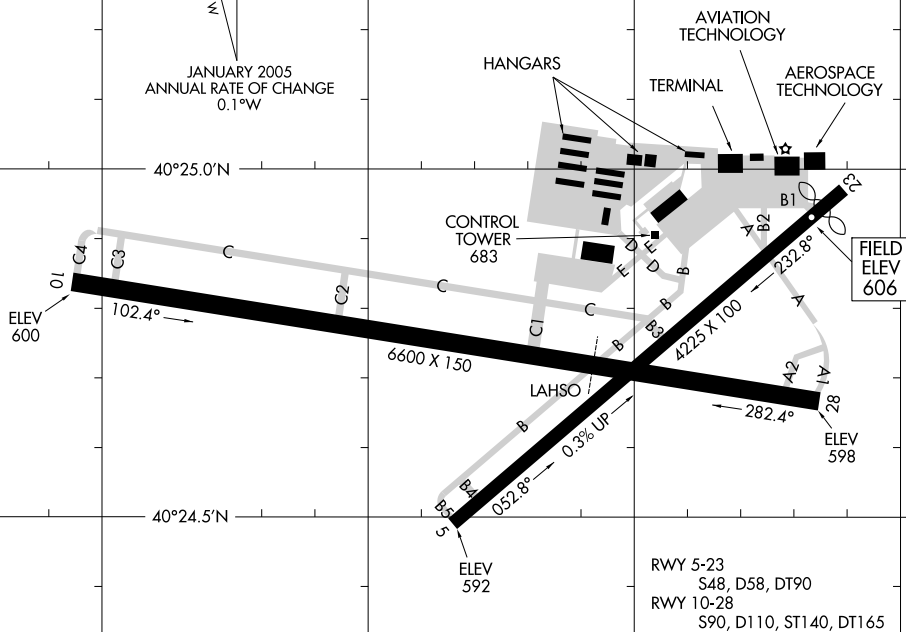 W
JANUARY 2005
ANNUAL RATE OF CHANGE
0.1°W
HANGARS
AVIATION
TECHNOLOGY
TERMINAL
AEROSPACE
TECHNOLOGY
40°25.0'N
CONTROL
TOWER
683
23
B1
B2
A
232.8°
FIELD
ELEV
606
C4
C3
C
10
ELEV
600
102.4°
C2
C
C
C1
D
E
E
D
B
B
B
B3
A
4225 X 100
6600 X 150
LAHSO
A2
A1
28
282.4°
ELEV
598
B
0.3% UP
052.8°
B4
B5
5
40°24.5'N
ELEV
592
RWY 5-23
S48, D58, DT90
RWY 10-28
S90, D110, ST140, DT165